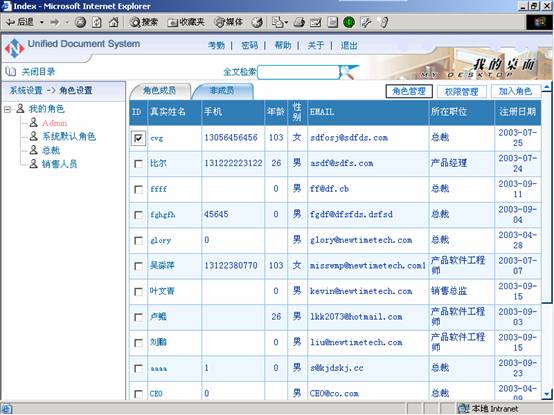 Index - Microsoft Internet Explorer
后退 搜索 收藏夹 媒体
Unified Document System
考勤 | 密码 | 帮助 | 关于 | 退出
我的桌面
MY DESKTOP
关闭目录 全文检索
系统设置 -> 角色设置
角色成员 非成员 角色管理 权限管理 加入角色
我的角色
Admin
系统默认角色
总裁
销售人员
ID 真实姓名 手机 年龄 性别 EMAIL 所在职位 注册日期
cvg 13056456456 103 女 sdfosj@sdfds.com 总裁 2003-07-25
比尔 131222223122 26 男 asdf@sdfs.com 产品经理 2003-07-24
ffff 0 男 ff@df.cb 总裁 2003-09-11
fghgfh 45645 0 男 fgdf@dfsfds.dsfsd 总裁 2003-09-04
glory 0 0 男 glory@newtimetech.com 总裁 2003-04-28
吴淼萍 13122380770 103 女 misswmp@newtimetech.com1 产品软件工程师 2003-07-07
叶文青 0 男 kevin@newtimetech.com 销售总监 2003-09-15
卢鲲 26 男 lkk2073@hotmail.com 产品软件工程师 2003-09-03
刘鹏 0 男 liu@newtimetech.com 产品软件工程师 2003-09-15
aaaa 1 0 男 s@kjdskj.cc 总裁 2003-09-23
CEO 0 0 男 CEO@co.com 总裁 2003-04-09
本地 Intranet